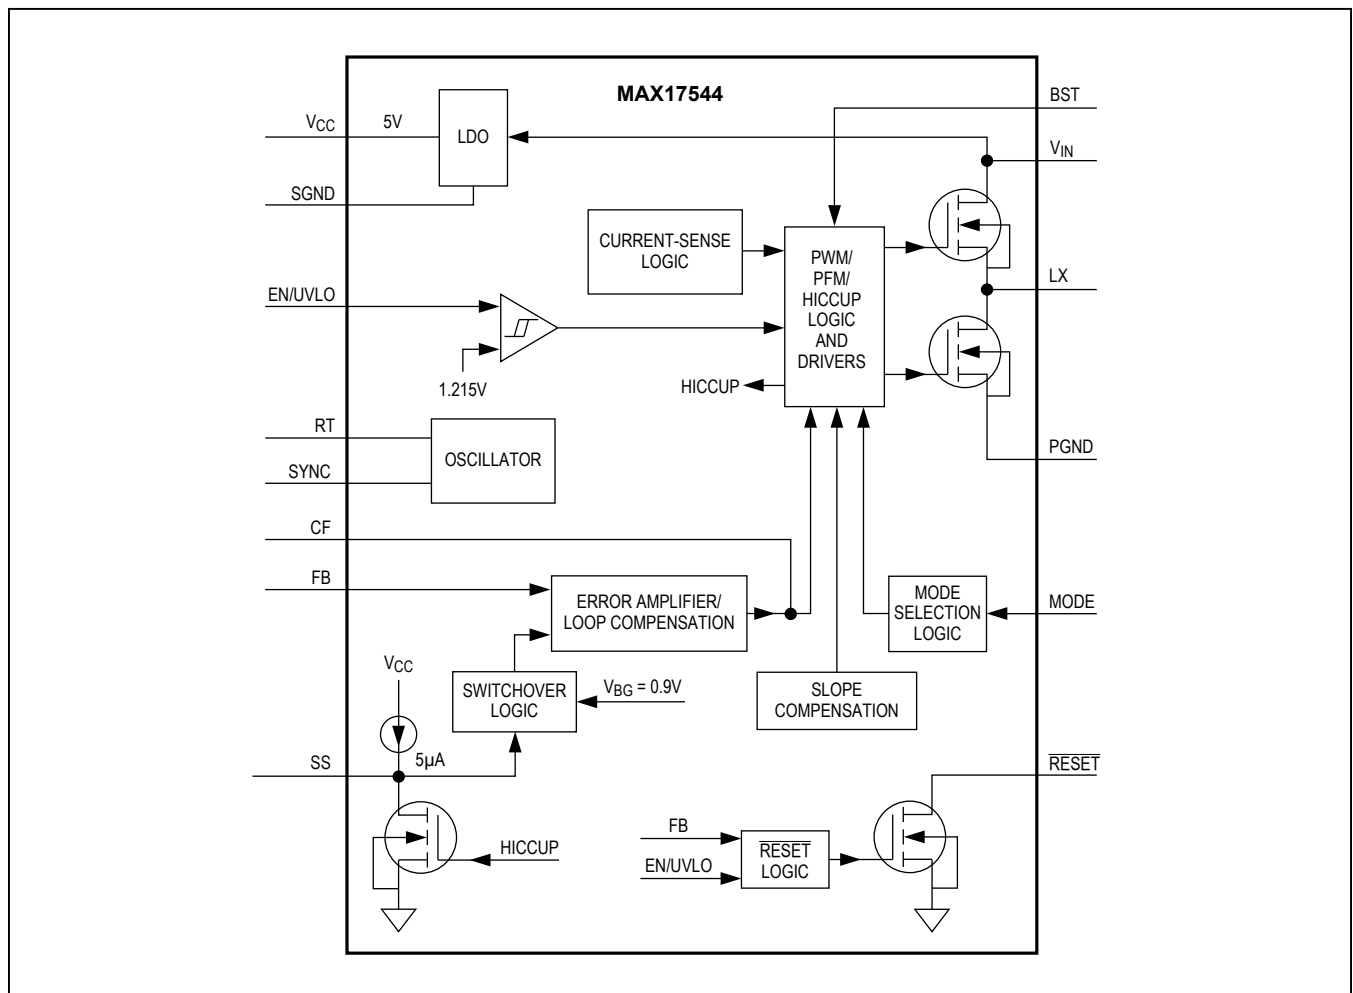 MAX17544
BST
VCC
5V
LDO
VIN
SGND
CURRENT-SENSE
LOGIC
PWM/
PFM/
HICCUP
LOGIC
AND
DRIVERS
LX
EN/UVLO
1.215V
HICCUP
RT
OSCILLATOR
SYNC
PGND
CF
FB
ERROR AMPLIFIER/
LOOP COMPENSATION
MODE
SELECTION
LOGIC
MODE
VCC
SWITCHOVER
LOGIC
VBG = 0.9V
SLOPE
COMPENSATION
SS
5µA
RESET
HICCUP
FB
EN/UVLO
RESET
LOGIC